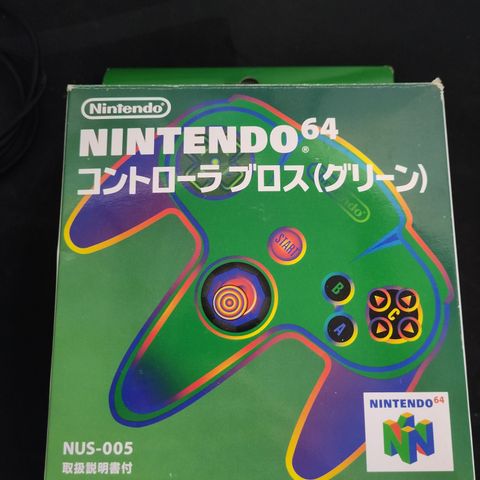 Nintendo
NINTENDO64
®
コントローラブロス(グリーン)
Nintendo
START
B
A
C
NINTENDO64
NUS-005
取扱説明書付